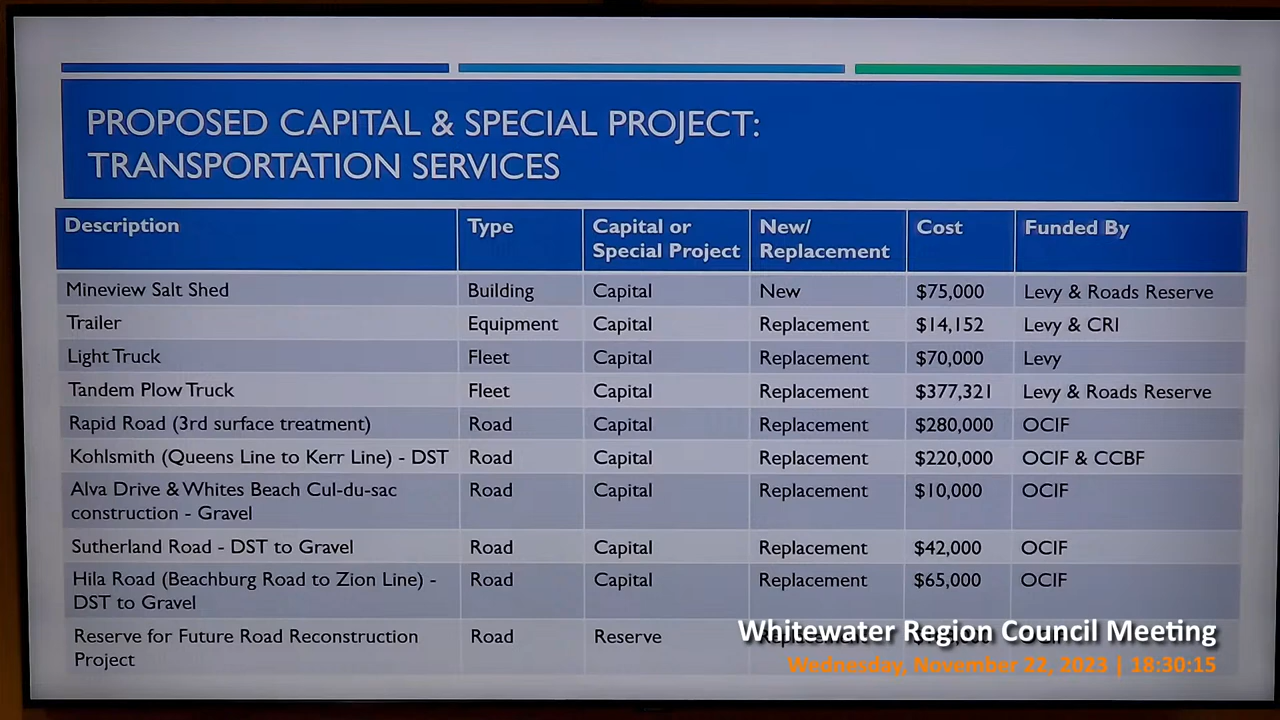 PROPOSED CAPITAL & SPECIAL PROJECT:
TRANSPORTATION SERVICES
Description Type Capital or Special Project New/ Replacement Cost Funded By
Mineview Salt Shed Building Capital New $75,000 Levy & Roads Reserve
Trailer Equipment Capital Replacement $14,152 Levy & CRI
Light Truck Fleet Capital Replacement $70,000 Levy
Tandem Plow Truck Fleet Capital Replacement $377,321 Levy & Roads Reserve
Rapid Road (3rd surface treatment) Road Capital Replacement $280,000 OCIF
Kohlsmith (Queens Line to Kerr Line) - DST Road Capital Replacement $220,000 OCIF & CCBF
Alva Drive & Whites Beach Cul-du-sac Road Capital Replacement $10,000 OCIF
construction - Gravel
Sutherland Road - DST to Gravel Road Capital Replacement $42,000 OCIF
Hila Road (Beachburg Road to Zion Line) - Road Capital Replacement $65,000 OCIF
DST to Gravel
Reserve for Future Road Reconstruction Road Reserve
Project
Whitewater Region Council Meeting
Wednesday, November 22, 2023 | 18:30:15